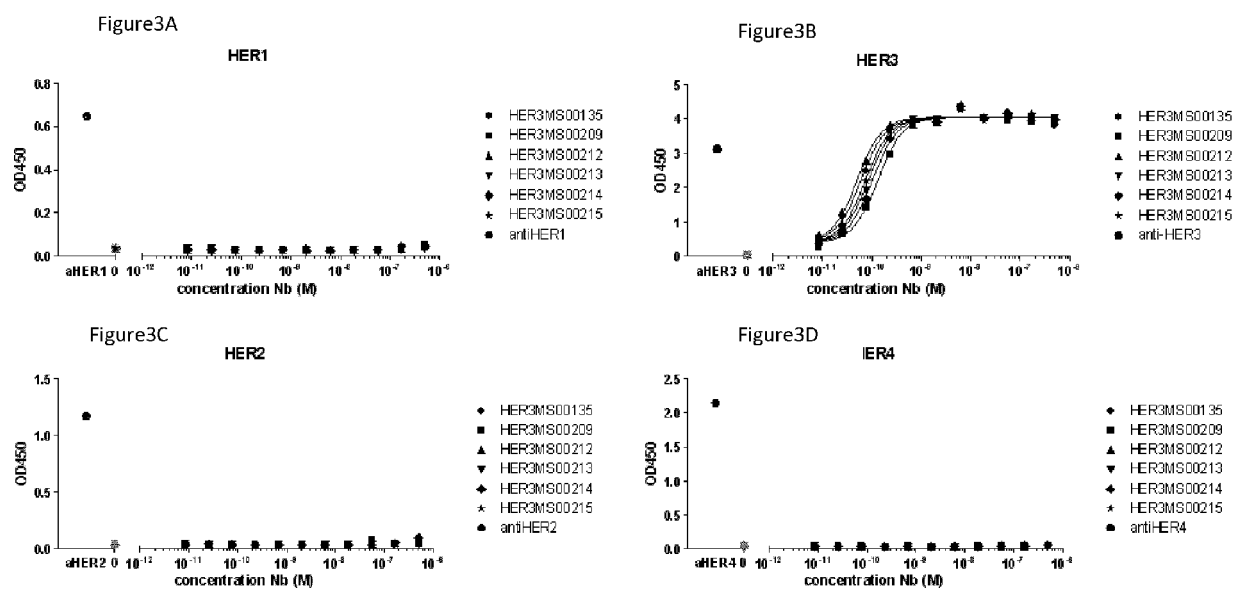 Figure3A
HER1
0.8
0.6
0.4
0.2
0.0
OD450
aHER1 0 10-12 10-11 10-10 10-9 10-8 10-7 10-6
concentration Nb (M)
HER3MS00135
HER3MS00209
HER3MS00212
HER3MS00213
HER3MS00214
HER3MS00215
antiHER1
Figure3B
HER3
5
4
3
2
1
0
OD450
aHER3 0 10-12 10-11 10-10 10-9 10-8 10-7 10-6
concentration Nb (M)
HER3MS00135
HER3MS00209
HER3MS00212
HER3MS00213
HER3MS00214
HER3MS00215
anti-HER3
Figure3C
HER2
1.5
1.0
0.5
0.0
OD450
aHER2 0 10-12 10-11 10-10 10-9 10-8 10-7 10-6
concentration Nb (M)
HER3MS00135
HER3MS00209
HER3MS00212
HER3MS00213
HER3MS00214
HER3MS00215
antiHER2
Figure3D
IER4
2.5
2.0
1.5
1.0
0.5
0.0
OD450
aHER4 0 10-12 10-11 10-10 10-9 10-8 10-7 10-6
concentration Nb (M)
HER3MS00135
HER3MS00209
HER3MS00212
HER3MS00213
HER3MS00214
HER3MS00215
antiHER4